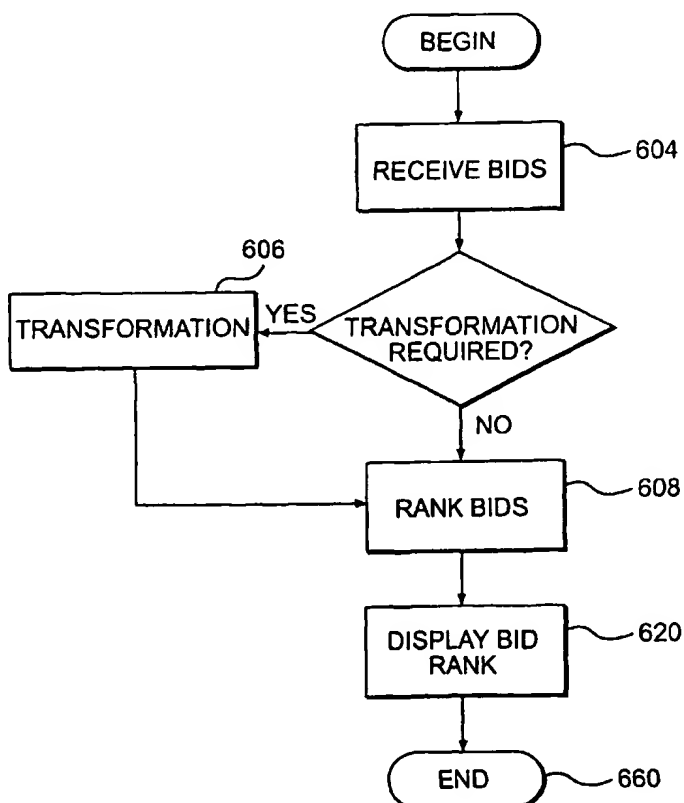 BEGIN
RECEIVE BIDS
604
606
TRANSFORMATION
YES
TRANSFORMATION
REQUIRED?
NO
RANK BIDS
608
DISPLAY BID
RANK
620
END
660